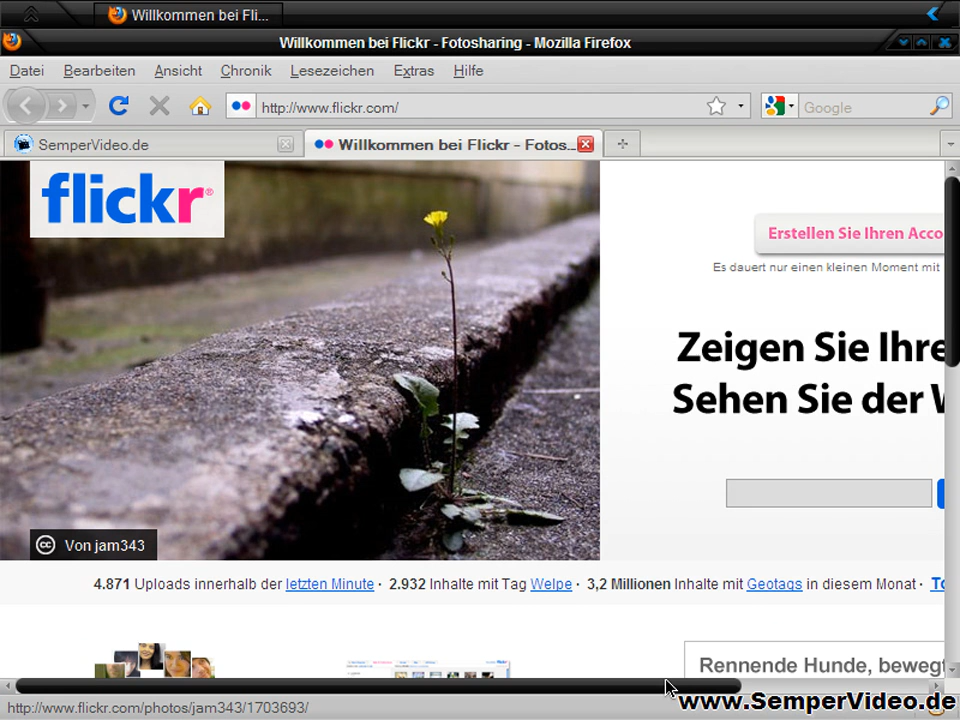 Willkommen bei Fli...
Willkommen bei Flickr - Fotosharing - Mozilla Firefox
Datei Bearbeiten Ansicht Chronik Lesezeichen Extras Hilfe
http://www.flickr.com/ Google
SemperVideo.de Willkommen bei Flickr - Fotos...
flickr®
Erstellen Sie Ihren Acco
Es dauert nur einen kleinen Moment mit
Zeigen Sie Ihre
Sehen Sie der W
cc Von jam343
4.871 Uploads innerhalb der letzten Minute · 2.932 Inhalte mit Tag Welpe · 3,2 Millionen Inhalte mit Geotags in diesem Monat · To
Rennende Hunde, bewegt
http://www.flickr.com/photos/jam343/1703693/
www.SemperVideo.de